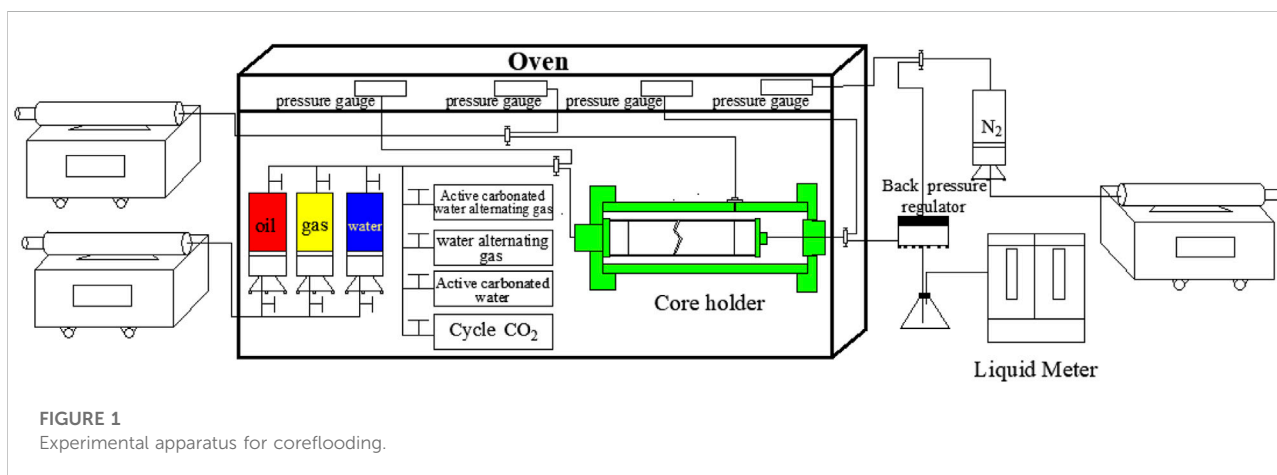 Oven
pressure gauge
pressure gauge
pressure gauge
pressure gauge
N₂
oil
gas
water
Active carbonated
water alternating gas
water alternating
gas
Active carbonated
water
Cycle CO₂
Core holder
Back pressure
regulator
Liquid Meter
FIGURE 1
Experimental apparatus for coreflooding.